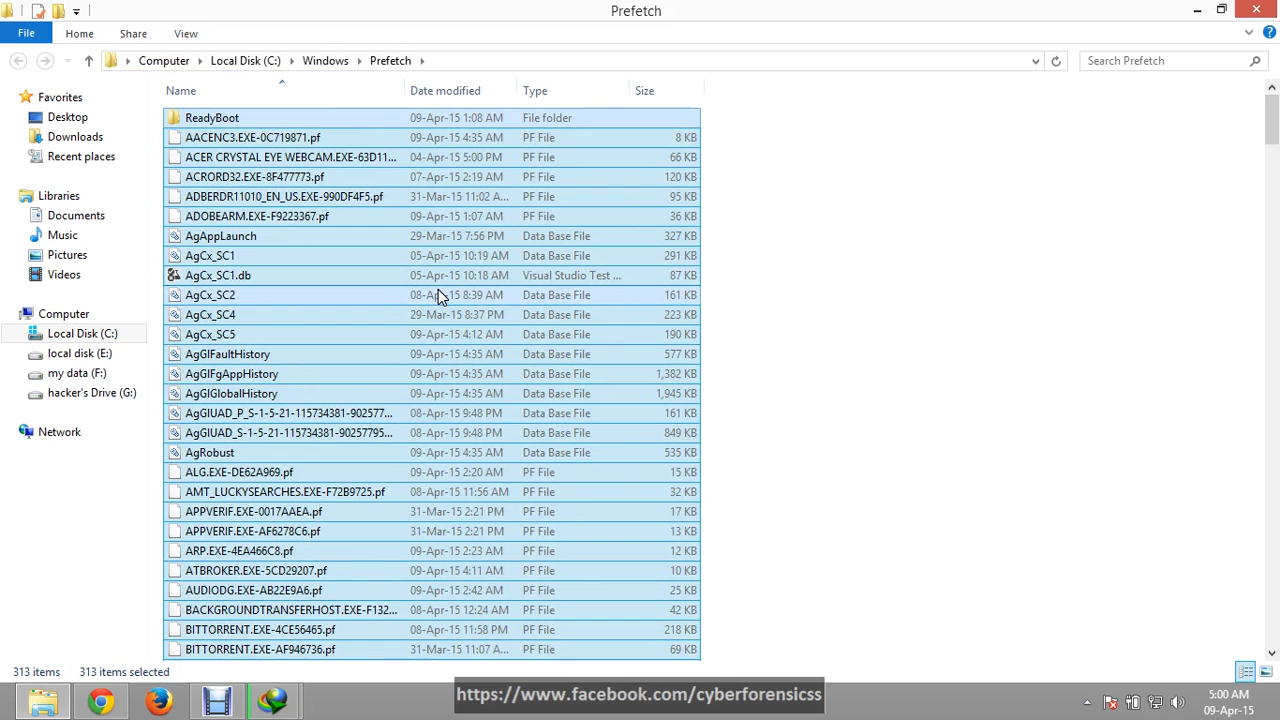 Prefetch
File Home Share View
Computer Local Disk (C:) Windows Prefetch Search Prefetch
Name Date modified Type Size
Favorites
Desktop
Downloads
Recent places
Libraries
Documents
Music
Pictures
Videos
Computer
Local Disk (C:)
local disk (E:)
my data (F:)
hacker's Drive (G:)
Network
ReadyBoot 09-Apr-15 1:08 AM File folder
AACENC3.EXE-0C719871.pf 09-Apr-15 4:35 AM PF File 8 KB
ACER CRYSTAL EYE WEBCAM.EXE-63D11... 04-Apr-15 5:00 PM PF File 66 KB
ACRORD32.EXE-8F477773.pf 07-Apr-15 2:19 AM PF File 120 KB
ADBERDR11010_EN_US.EXE-990DF4F5.pf 31-Mar-15 11:02 A... PF File 95 KB
ADOBEARM.EXE-F9223367.pf 09-Apr-15 1:07 AM PF File 36 KB
AgAppLaunch 29-Mar-15 7:56 PM Data Base File 327 KB
AgCx_SC1 05-Apr-15 10:19 AM Data Base File 291 KB
AgCx_SC1.db 05-Apr-15 10:18 AM Visual Studio Test ... 87 KB
AgCx_SC2 08-Apr-15 8:39 AM Data Base File 161 KB
AgCx_SC4 29-Mar-15 8:37 PM Data Base File 223 KB
AgCx_SC5 09-Apr-15 4:12 AM Data Base File 190 KB
AgGlFaultHistory 09-Apr-15 4:35 AM Data Base File 577 KB
AgGlFgAppHistory 09-Apr-15 4:35 AM Data Base File 1,382 KB
AgGlGlobalHistory 09-Apr-15 4:35 AM Data Base File 1,945 KB
AgGlUAD_P_S-1-5-21-115734381-902577... 08-Apr-15 9:48 PM Data Base File 161 KB
AgGlUAD_S-1-5-21-115734381-90257795... 08-Apr-15 9:48 PM Data Base File 849 KB
AgRobust 09-Apr-15 4:35 AM Data Base File 535 KB
ALG.EXE-DE62A969.pf 09-Apr-15 2:20 AM PF File 15 KB
AMT_LUCKYSEARCHES.EXE-F72B9725.pf 08-Apr-15 11:56 AM PF File 32 KB
APPVERIF.EXE-0017AAEA.pf 31-Mar-15 2:21 PM PF File 17 KB
APPVERIF.EXE-AF6278C6.pf 31-Mar-15 2:21 PM PF File 13 KB
ARP.EXE-4EA466C8.pf 09-Apr-15 2:23 AM PF File 12 KB
ATBROKER.EXE-5CD29207.pf 09-Apr-15 4:11 AM PF File 10 KB
AUDIODG.EXE-AB22E9A6.pf 09-Apr-15 2:42 AM PF File 25 KB
BACKGROUNDTRANSFERHOST.EXE-F132... 08-Apr-15 12:24 AM PF File 42 KB
BITTORRENT.EXE-4CE56465.pf 08-Apr-15 11:58 PM PF File 218 KB
BITTORRENT.EXE-AF946736.pf 31-Mar-15 11:07 A... PF File 69 KB
313 items 313 items selected
https://www.facebook.com/cyberforensicss
5:00 AM
09-Apr-15